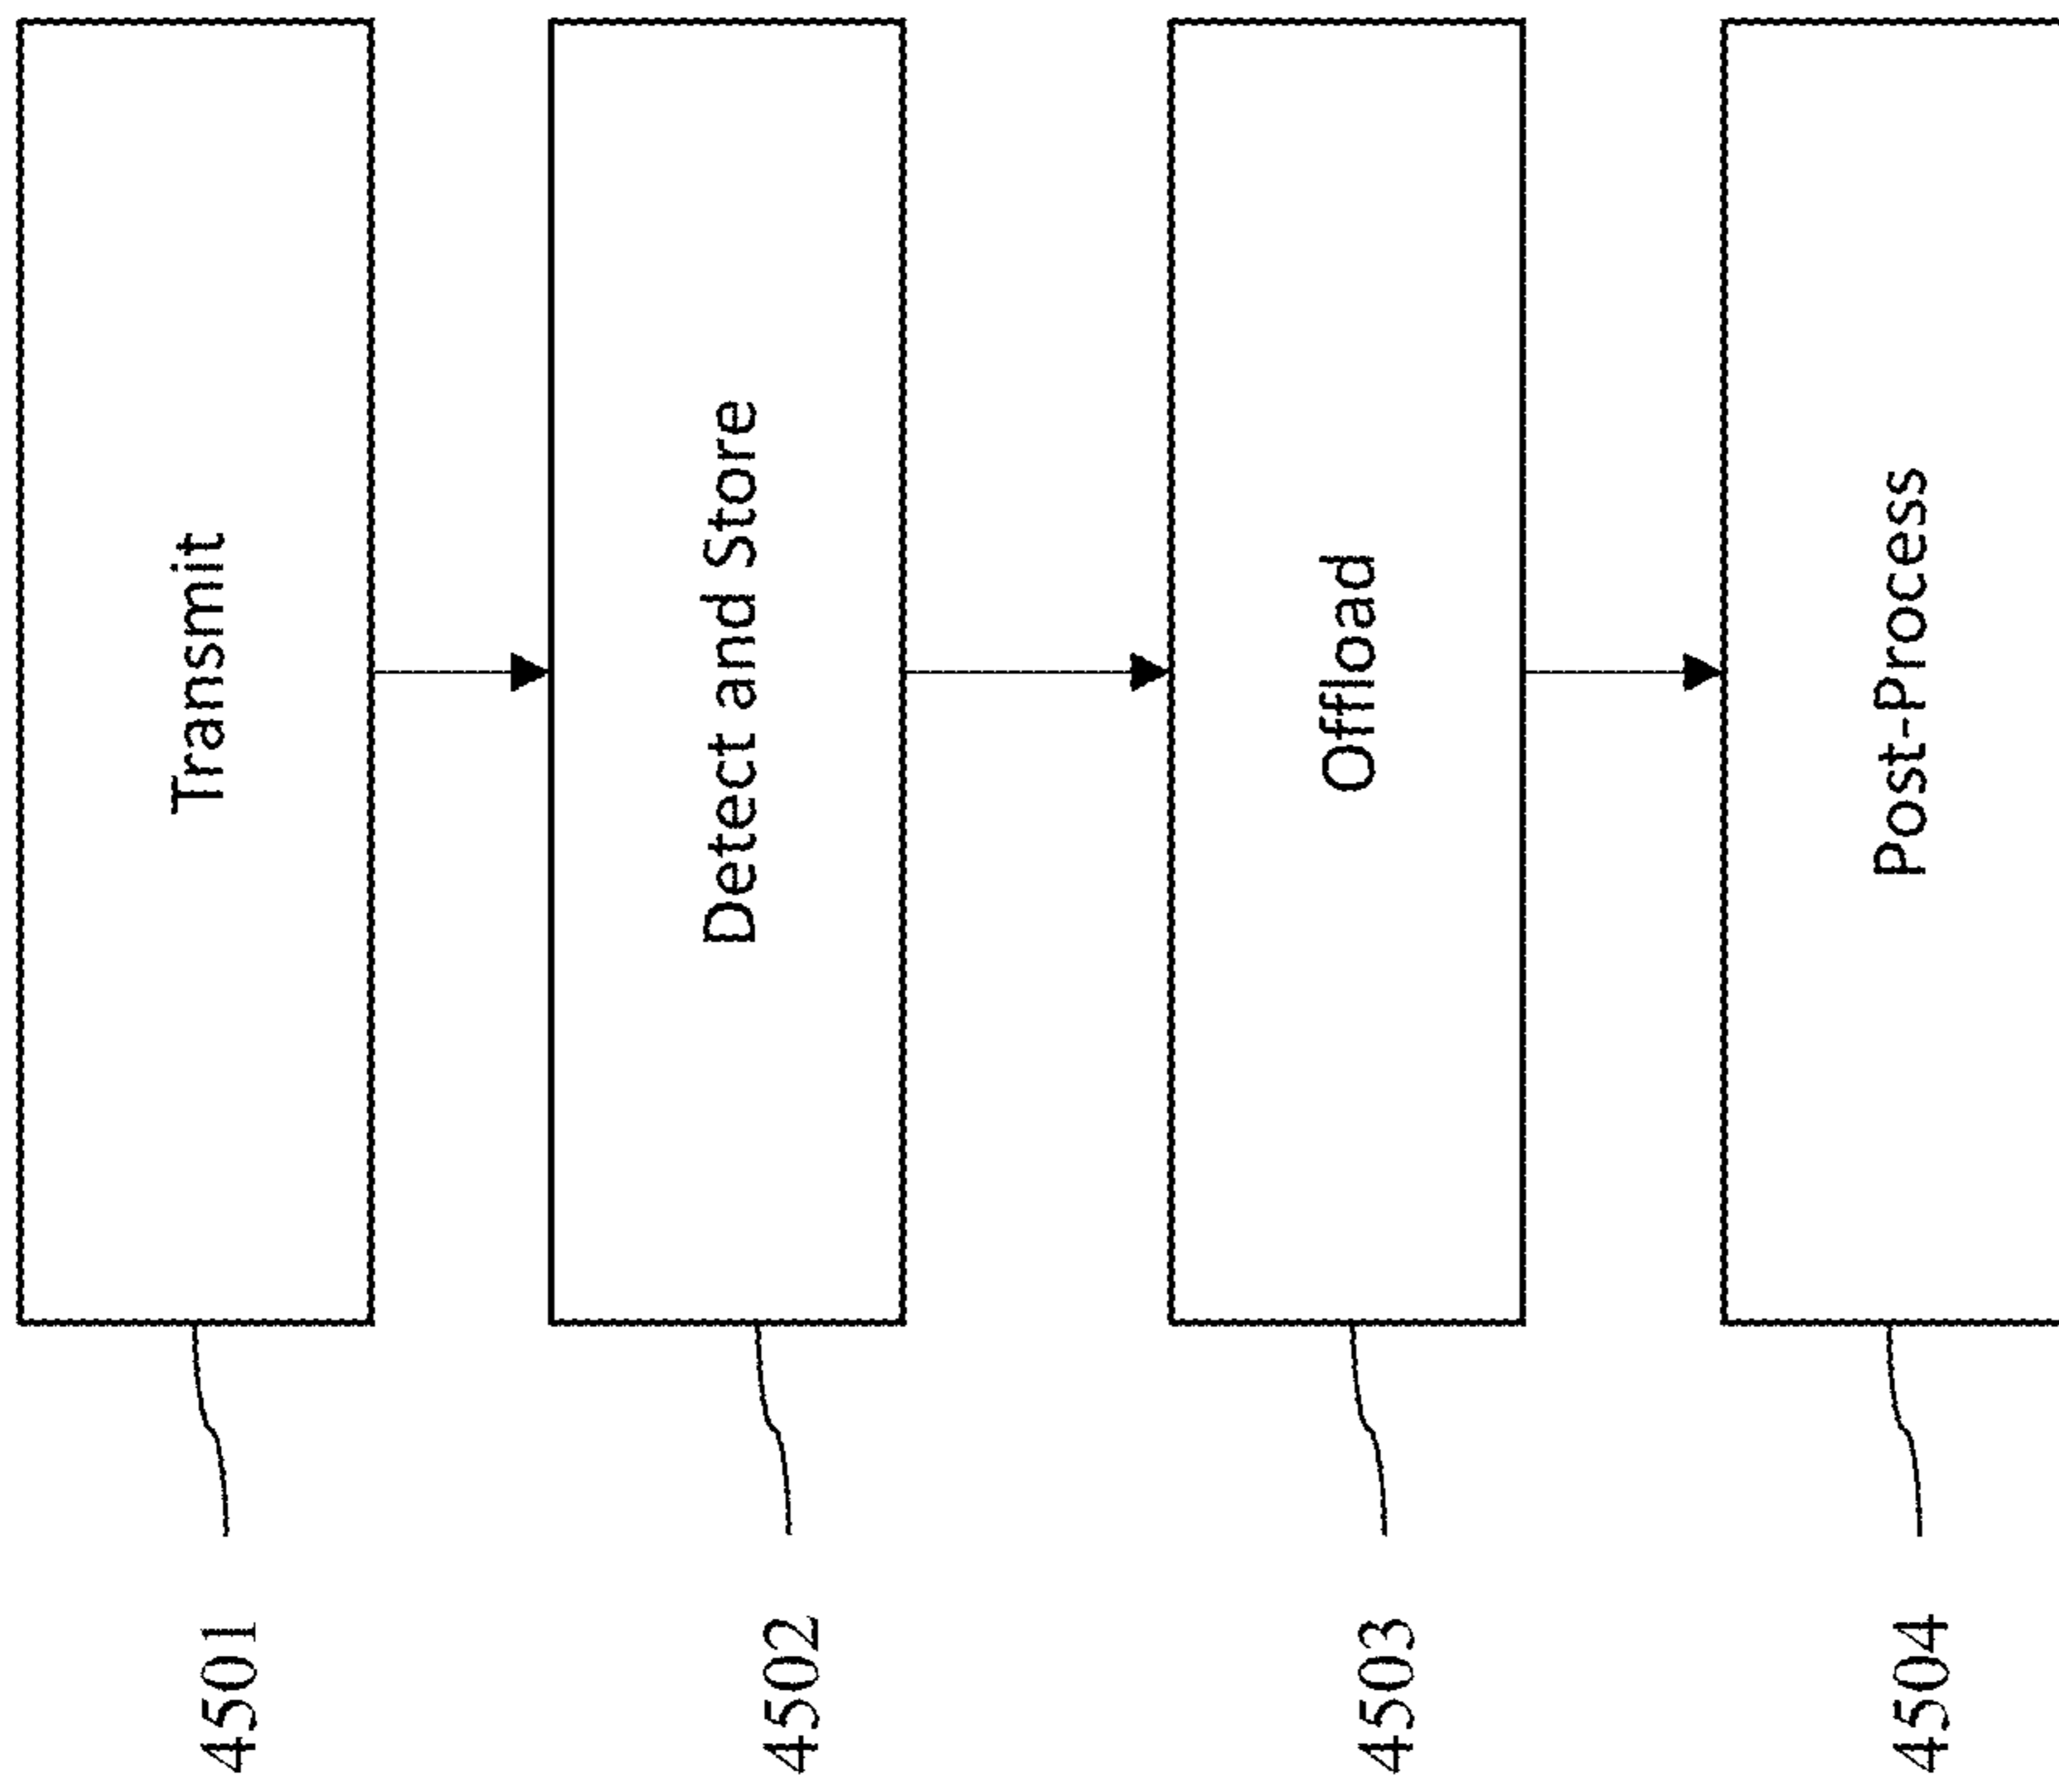 4501
Transmit
4502
Detect and Store
4503
Offload
4504
Post-Process